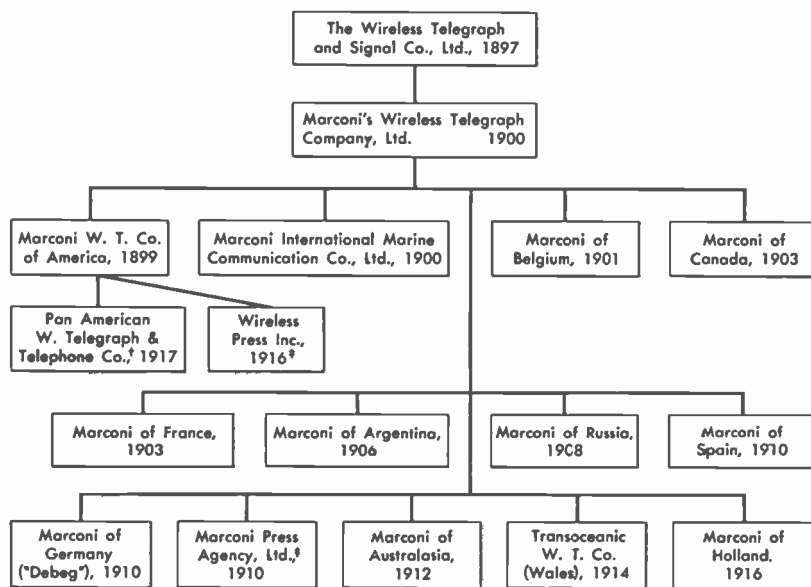 The Wireless Telegraph
and Signal Co., Ltd., 1897
Marconi's Wireless Telegraph
Company, Ltd. 1900
Marconi W. T. Co.
of America, 1899
Marconi International Marine
Communication Co., Ltd., 1900
Marconi of
Belgium, 1901
Marconi of
Canada, 1903
Pan American
W. Telegraph &
Telephone Co.,† 1917
Wireless
Press Inc.,
1916‡
Marconi of France,
1903
Marconi of Argentina,
1906
Marconi of Russia,
1908
Marconi of
Spain, 1910
Marconi of
Germany
("Debeg"), 1910
Marconi Press
Agency, Ltd.,‡
1910
Marconi of
Australasia,
1912
Transoceanic
W. T. Co.
(Wales), 1914
Marconi of
Holland,
1916